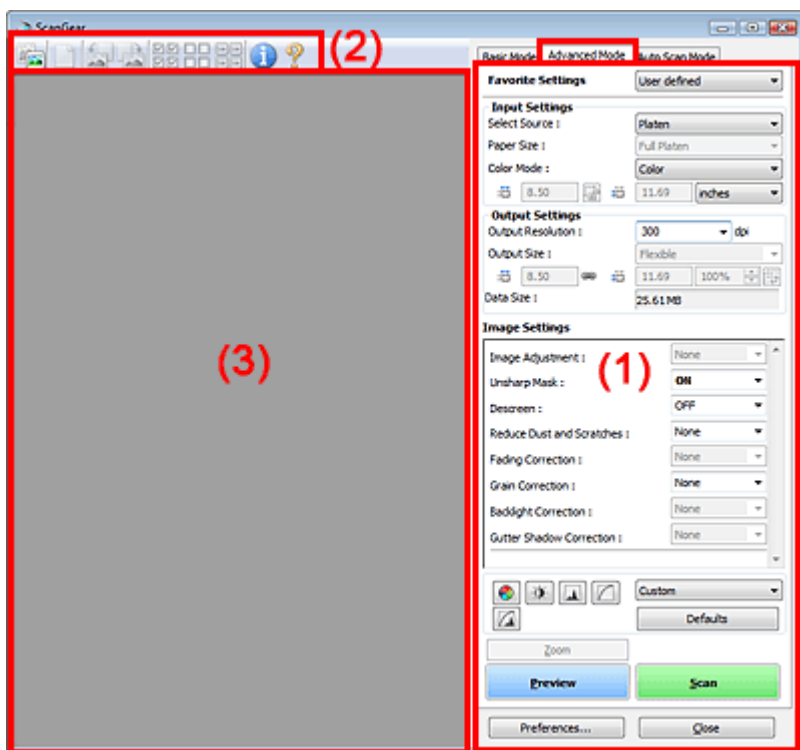 ScanGear
(2)
Basic Mode Advanced Mode Auto Scan Mode
Favorite Settings User defined
Input Settings
Select Source : Platen
Paper Size : Full Platen
Color Mode : Color
8.50 11.69 inches
Output Settings
Output Resolution : 300 dpi
Output Size : Flexible
8.50 11.69 100%
Data Size : 25.61MB
Image Settings
(3)
(1)
Image Adjustment : None
Unsharp Mask : ON
Descreen : OFF
Reduce Dust and Scratches : None
Fading Correction : None
Grain Correction : None
Backlight Correction : None
Gutter Shadow Correction : None
Custom
Defaults
Zoom
Preview Scan
Preferences... Close